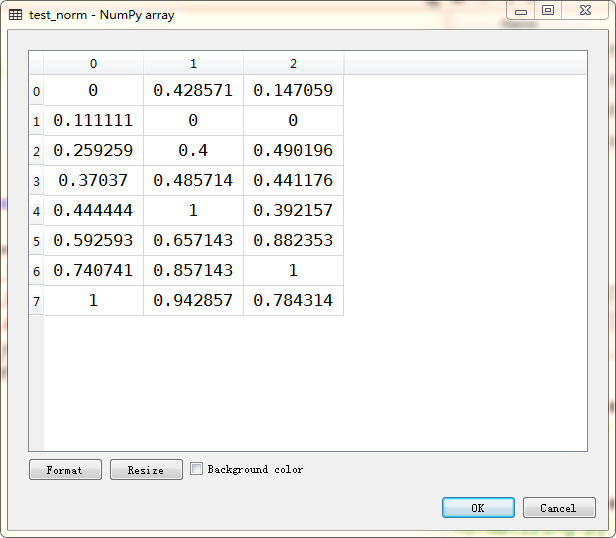 test_norm - NumPy array
0 1 2
0 0 0.428571 0.147059
1 0.111111 0 0
2 0.259259 0.4 0.490196
3 0.37037 0.485714 0.441176
4 0.444444 1 0.392157
5 0.592593 0.657143 0.882353
6 0.740741 0.857143 1
7 1 0.942857 0.784314
Format Resize Background color
OK Cancel